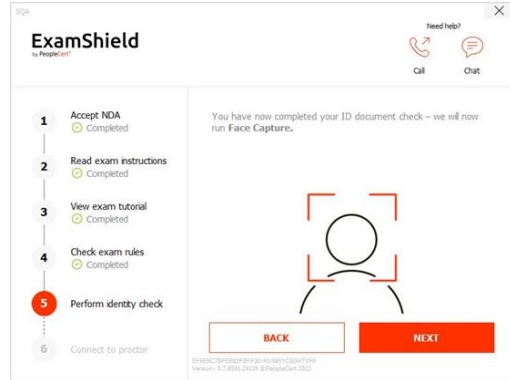 SQA
Need help?
ExamShield
by PeopleCert
Call
Chat
1
Accept NDA
Completed
2
Read exam instructions
Completed
3
View exam tutorial
Completed
4
Check exam rules
Completed
5
Perform identity check
6
Connect to proctor
You have now completed your ID document check – we will now
run Face Capture.
BACK
NEXT
©PeopleCert 2022